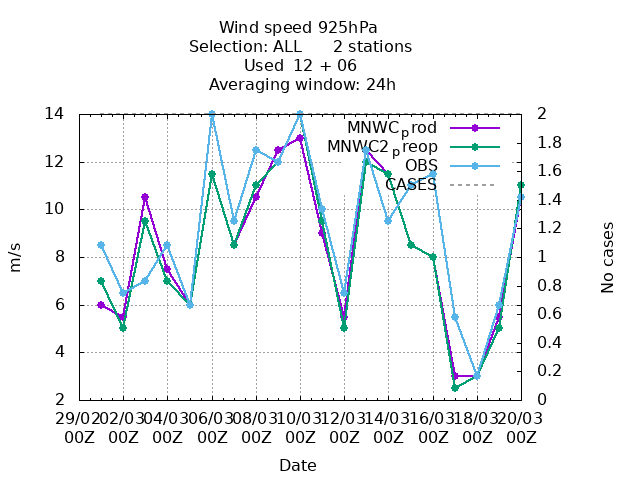 Wind speed 925hPa
Selection: ALL 2 stations
Used 12 + 06
Averaging window: 24h
14
12
10
8
6
4
2
m/s
2
1.8
1.6
1.4
1.2
1
0.8
0.6
0.4
0.2
0
No cases
MNWCprod
MNWC2preop
OBS
CASES
29/02 02/03 04/03 06/03 08/03 10/03 12/03 14/03 16/03 18/03 20/03
00Z 00Z 00Z 00Z 00Z 00Z 00Z 00Z 00Z 00Z 00Z
Date